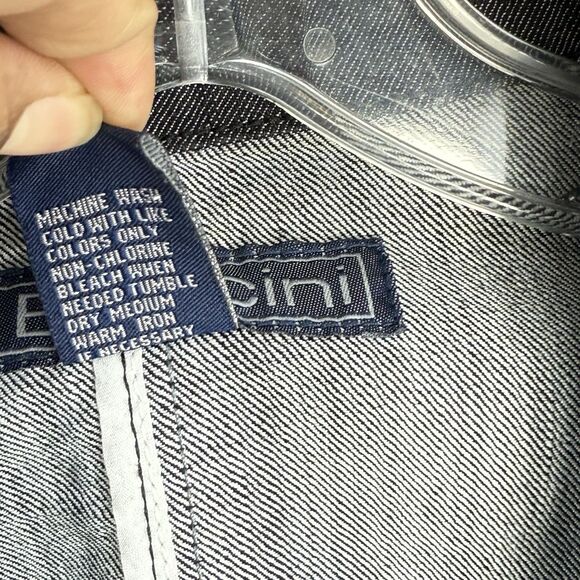 MACHINE WASH
COLD WITH LIKE
COLORS ONLY
NON-CHLORINE
BLEACH WHEN
NEEDED TUMBLE
DRY MEDIUM
WARM IRON
IF NECESSARY
cini